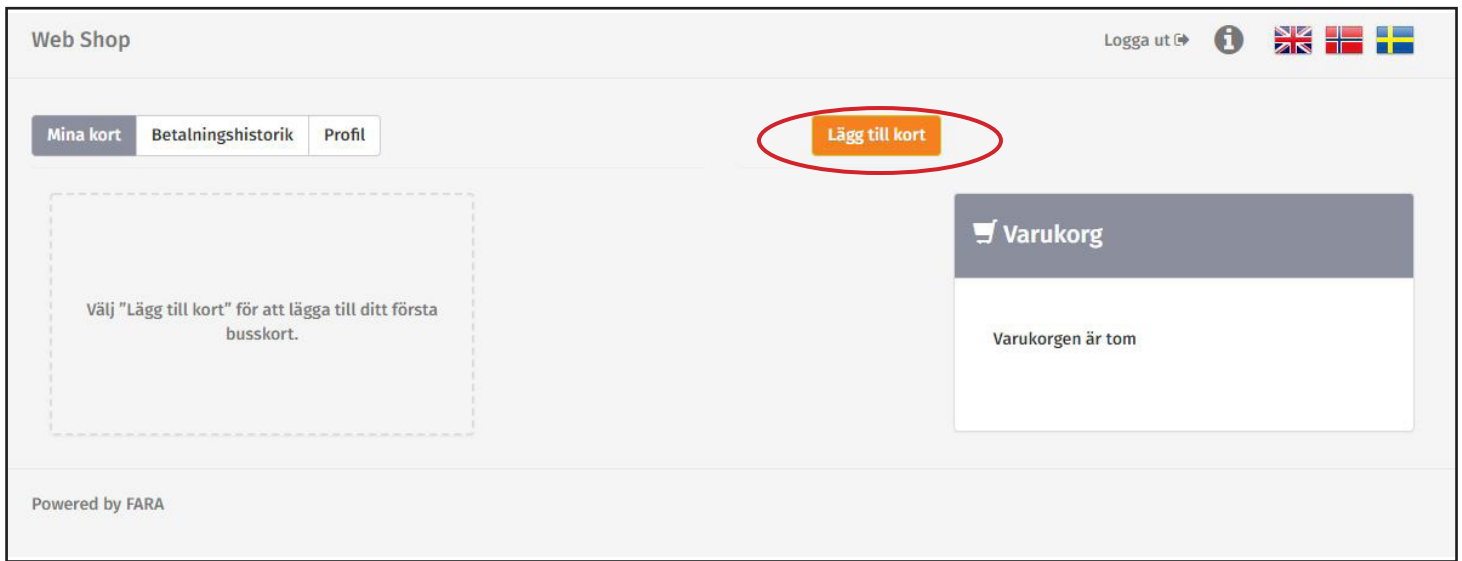 Web Shop
Logga ut
Mina kort
Betalningshistorik
Profil
Lägg till kort
Välj ”Lägg till kort” för att lägga till ditt första
busskort.
Varukorg
Varukorgen är tom
Powered by FARA